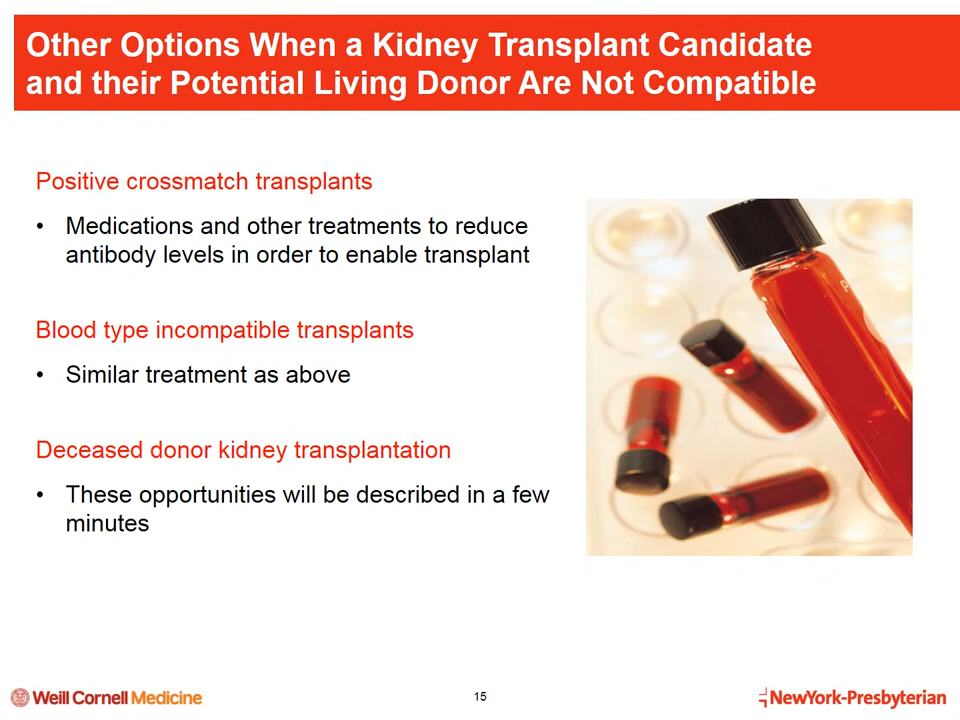 Other Options When a Kidney Transplant Candidate
and their Potential Living Donor Are Not Compatible
Positive crossmatch transplants
• Medications and other treatments to reduce
antibody levels in order to enable transplant
Blood type incompatible transplants
• Similar treatment as above
Deceased donor kidney transplantation
• These opportunities will be described in a few
minutes
Weill Cornell Medicine
15
NewYork-Presbyterian